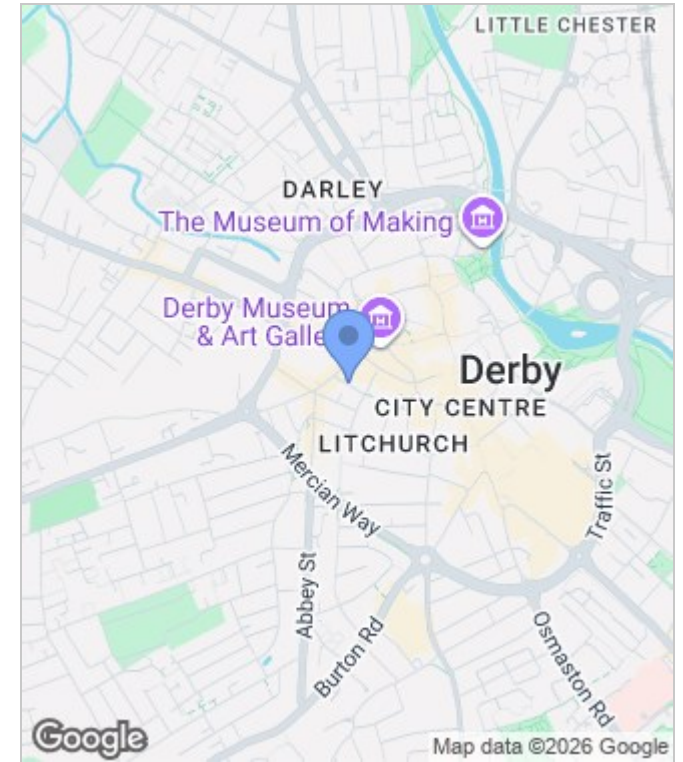 LITTLE CHESTER
DARLEY
The Museum of Making
Derby Museum
& Art Galle
Derby
CITY CENTRE
LITCHURCH
Mercian Way
Traffic St
Abbey St
Burton Rd
Osmaston Rd
Google
Map data ©2026 Google